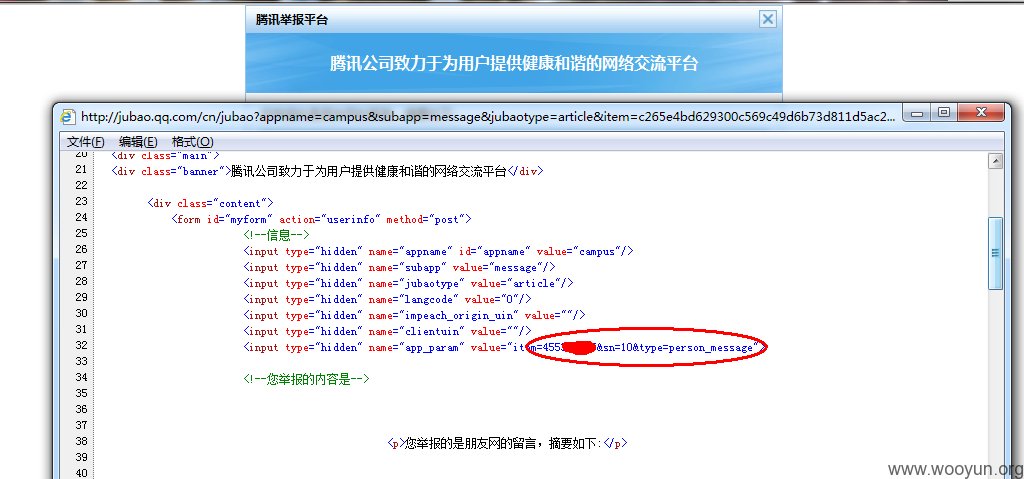 腾讯举报平台
腾讯公司致力于为用户提供健康和谐的网络交流平台
http://jubao.qq.com/cn/jubao?appname=campus&subapp=message&jubaotype=article&item=c265e4bd629300c569c49d6b73d811d5ac2...
文件(F) 编辑(E) 格式(O)
20 <div class="main">
21 <div class="banner">腾讯公司致力于为用户提供健康和谐的网络交流平台</div>
22
23 <div class="content">
24 <form id="myform" action="userinfo" method="post">
25 <!--信息-->
26 <input type="hidden" name="appname" id="appname" value="campus"/>
27 <input type="hidden" name="subapp" value="message"/>
28 <input type="hidden" name="jubaotype" value="article"/>
29 <input type="hidden" name="langcode" value="0"/>
30 <input type="hidden" name="impeach_origin_uin" value=""/>
31 <input type="hidden" name="clientuin" value=""/>
32 <input type="hidden" name="app_param" value="item=455 &sn=10&type=person_message"
33
34 <!--您举报的内容是-->
35
36
37
38 <p>您举报的是朋友网的留言，摘要如下:</p>
39
40
www.wooyun.org